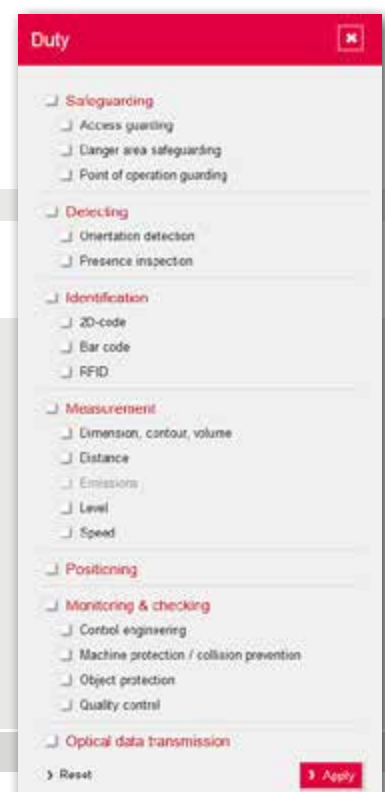 Duty
Safeguarding
Access guarding
Danger area safeguarding
Point of operation guarding
Detecting
Orientation detection
Presence inspection
Identification
2D-code
Bar code
RFID
Measurement
Dimension, contour, volume
Distance
Emissions
Level
Speed
Positioning
Monitoring & checking
Control engineering
Machine protection / collision prevention
Object protection
Quality control
Optical data transmission
Reset
Apply